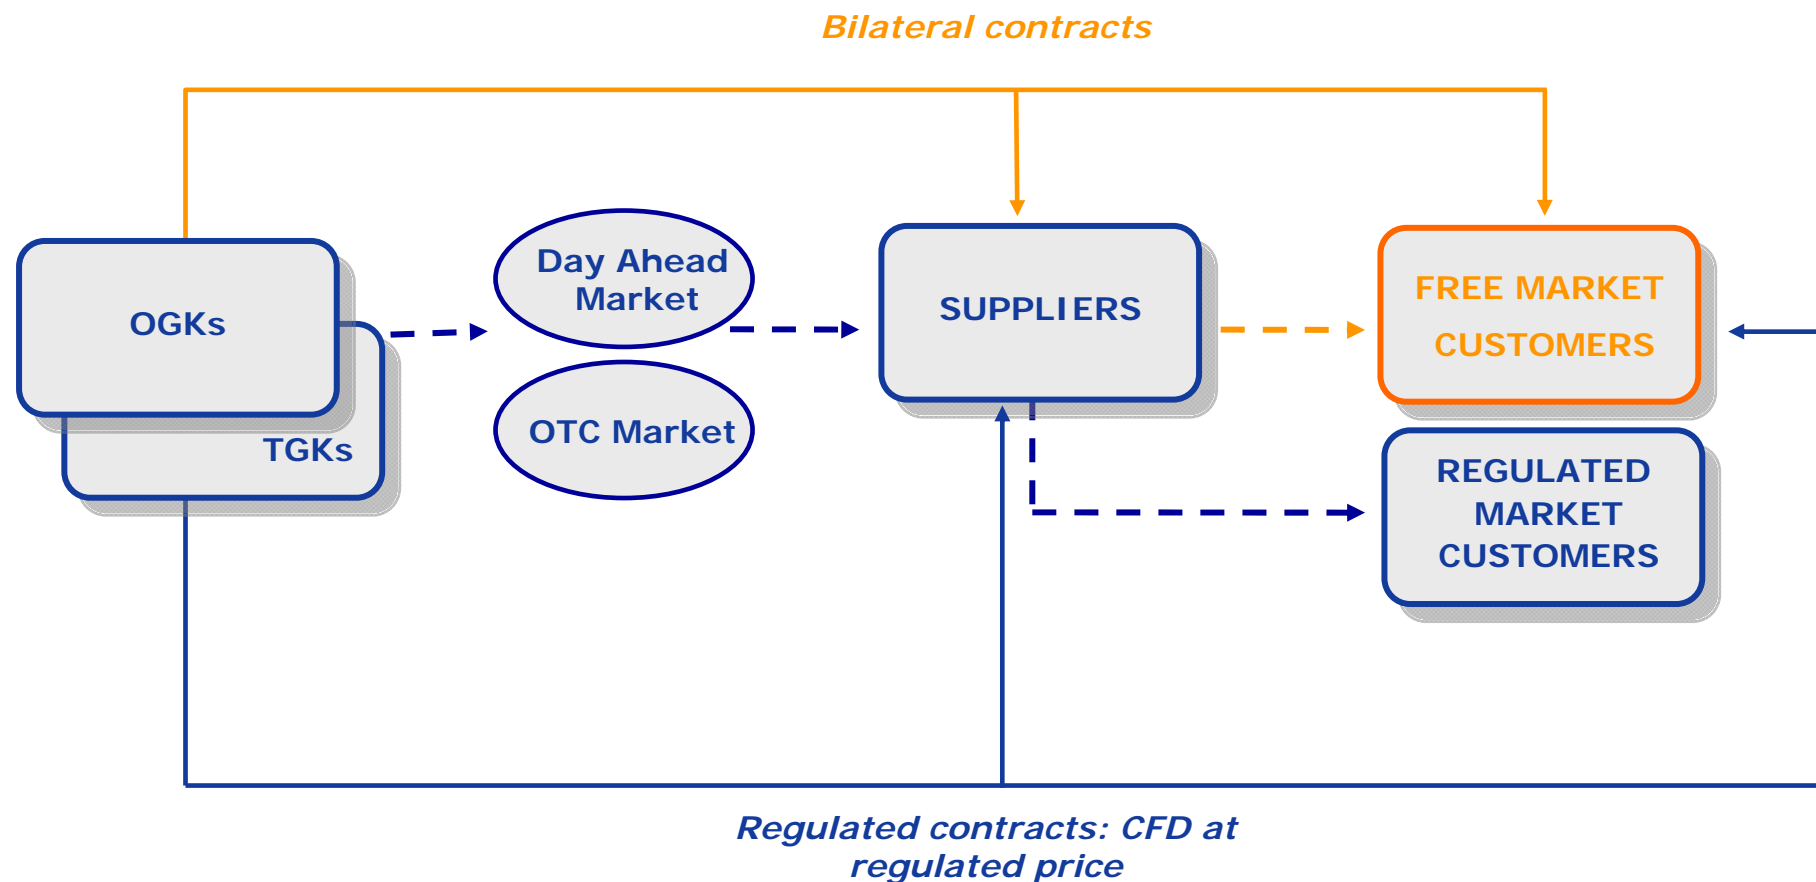 Bilateral contracts
OGKs
TGKs
Day Ahead
Market
OTC Market
SUPPLIERS
FREE MARKET
CUSTOMERS
REGULATED
MARKET
CUSTOMERS
Regulated contracts: CFD at
regulated price